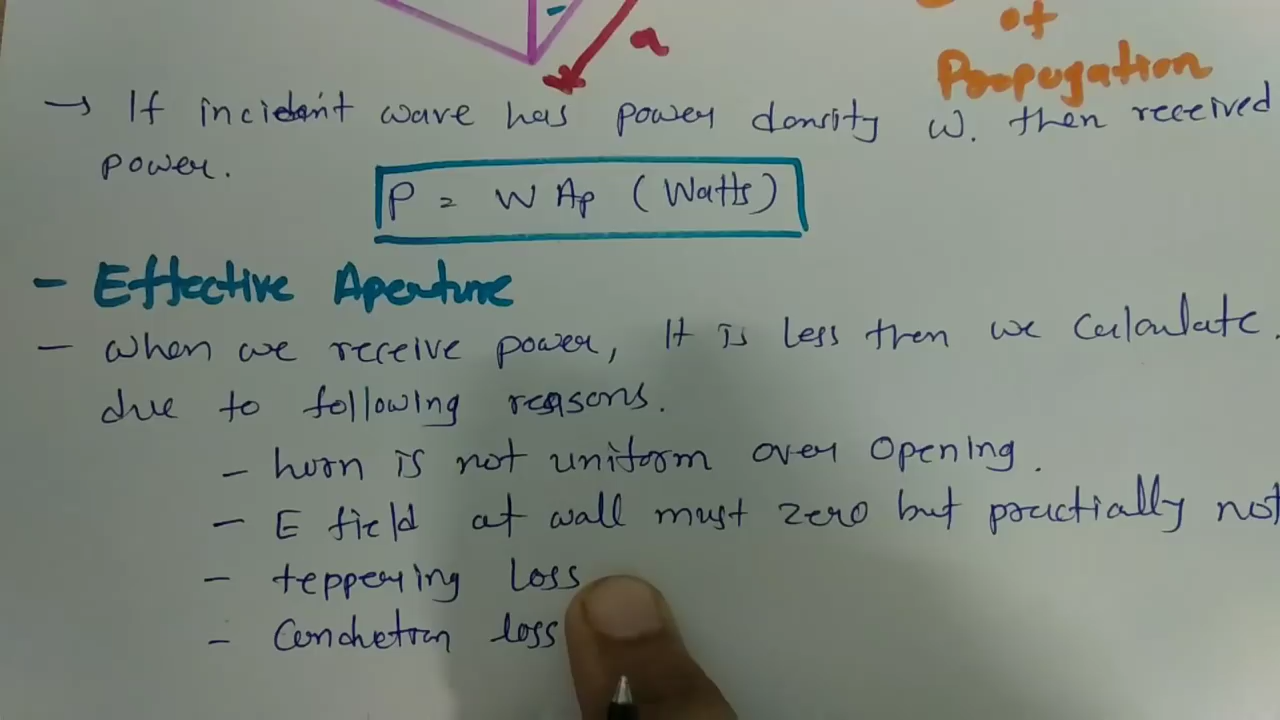 of
Propugation
a
→ If incident wave has power density W. then received
power.
P = W Ap (Watts)
- Effective Aperture
- When we receive power, It is less then we Calculate.
due to following reasons.
- horn is not uniform over opening.
- E field at wall must zero but practially not
- teppering loss
- Conduction loss